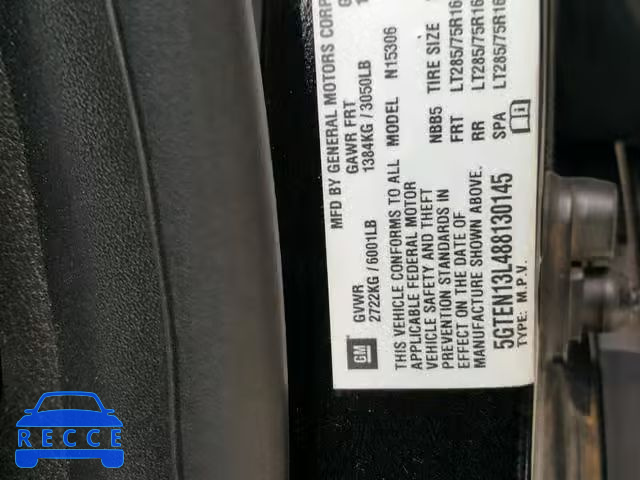 MFD BY GENERAL MOTORS CORP
GVWR GAWR FRT
2722KG / 6001LB 1384KG / 3050LB
GM
THIS VEHICLE CONFORMS TO ALL
APPLICABLE FEDERAL MOTOR
VEHICLE SAFETY AND THEFT
PREVENTION STANDARDS IN
EFFECT ON THE DATE OF
MANUFACTURE SHOWN ABOVE.
5GTEN13L488130145
TYPE: M.P.V.
MODEL N15306
NBB5 TIRE SIZE
FRT LT285/75R16
RR LT285/75R16
SPA LT285/75R16
RECCE